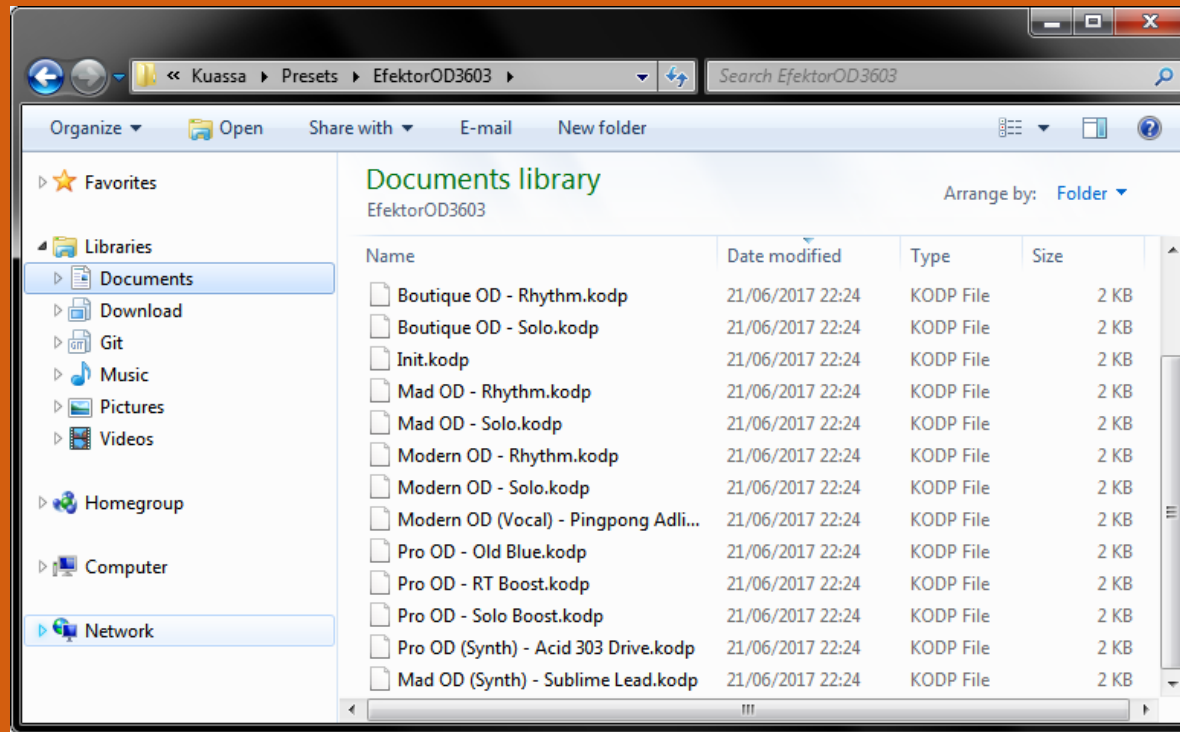 « Kuassa ▸ Presets ▸ EfektorOD3603 ▸
Search EfektorOD3603
Organize Open Share with E-mail New folder
Favorites
Libraries
Documents
Download
Git
Music
Pictures
Videos
Homegroup
Computer
Network
Documents library
EfektorOD3603
Arrange by: Folder
Name Date modified Type Size
Boutique OD - Rhythm.kodp 21/06/2017 22:24 KODP File 2 KB
Boutique OD - Solo.kodp 21/06/2017 22:24 KODP File 2 KB
Init.kodp 21/06/2017 22:24 KODP File 2 KB
Mad OD - Rhythm.kodp 21/06/2017 22:24 KODP File 2 KB
Mad OD - Solo.kodp 21/06/2017 22:24 KODP File 2 KB
Modern OD - Rhythm.kodp 21/06/2017 22:24 KODP File 2 KB
Modern OD - Solo.kodp 21/06/2017 22:24 KODP File 2 KB
Modern OD (Vocal) - Pingpong Adli... 21/06/2017 22:24 KODP File 2 KB
Pro OD - Old Blue.kodp 21/06/2017 22:24 KODP File 2 KB
Pro OD - RT Boost.kodp 21/06/2017 22:24 KODP File 2 KB
Pro OD - Solo Boost.kodp 21/06/2017 22:24 KODP File 2 KB
Pro OD (Synth) - Acid 303 Drive.kodp 21/06/2017 22:24 KODP File 2 KB
Mad OD (Synth) - Sublime Lead.kodp 21/06/2017 22:24 KODP File 2 KB